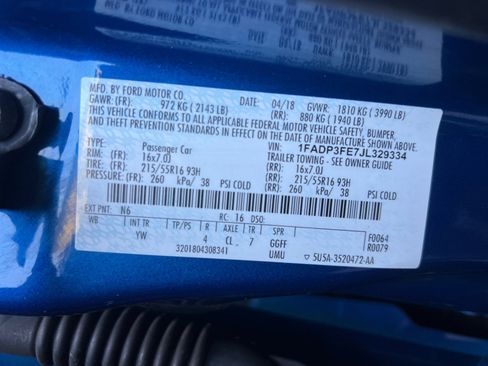 MFD. BY FORD MOTOR CO. DATE: 04/18 GVWR: 1810 KG ( 3990 LB)
GAWR: (FR) 972 KG ( 2143 LB) (RR) 880 KG ( 1940 LB)
THIS VEHICLE CONFORMS TO ALL APPLICABLE FEDERAL MOTOR VEHICLE SAFETY, BUMPER,
AND THEFT PREVENTION STANDARDS IN EFFECT ON THE DATE OF MANUFACTURE SHOWN ABOVE.
TYPE: Passenger Car VIN: 1FADP3FE7JL329334
RIMS: (FR): 16x7.0J TRAILER TOWING - SEE OWNERS GUIDE
(RR): 16x7.0J
TIRES: (FR): 215/55R16 93H (RR): 215/55R16 93H
PRESSURE: (FR): 260 kPa/ 38 PSI COLD (RR): 260 kPa/ 38 PSI COLD
EXT PNT: N6 RC: 16 DSO:
WB INT TR TP/PS R AXLE TR SPR F0064
YW 4 CL 7 GGFF R0079
3201804308341 UMU 5U5A-3520472-AA